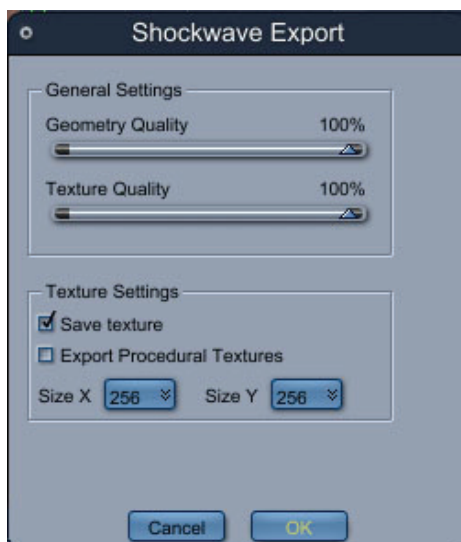 Shockwave Export
General Settings
Geometry Quality 100%
Texture Quality 100%
Texture Settings
Save texture
Export Procedural Textures
Size X 256 Size Y 256
Cancel OK